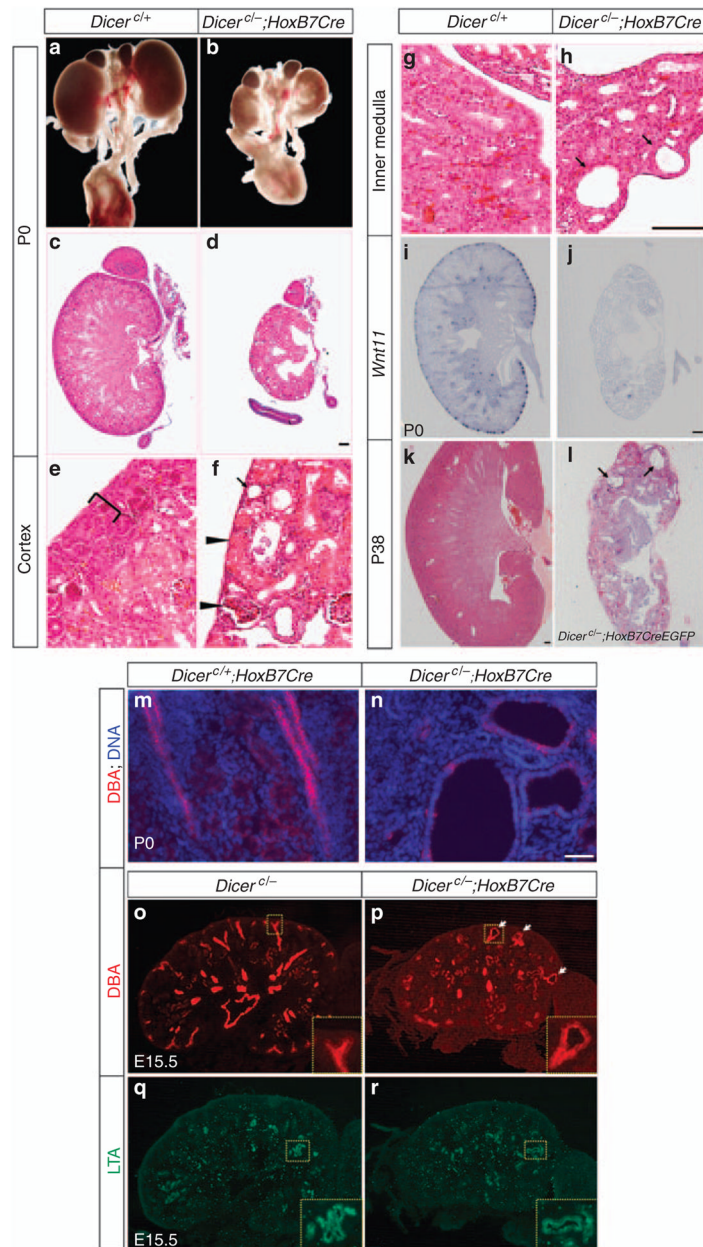 Dicer c/+
Dicer c/–;HoxB7Cre
P0
a
b
c
d
Cortex
e
f
Dicer c/+
Dicer c/–;HoxB7Cre
Inner medulla
g
h
Wnt11
i
P0
j
P38
k
l
Dicer c/–;HoxB7CreEGFP
Dicer c/+;HoxB7Cre
Dicer c/–;HoxB7Cre
DBA; DNA
m
P0
n
Dicer c/–
Dicer c/–;HoxB7Cre
DBA
o
E15.5
p
LTA
q
E15.5
r